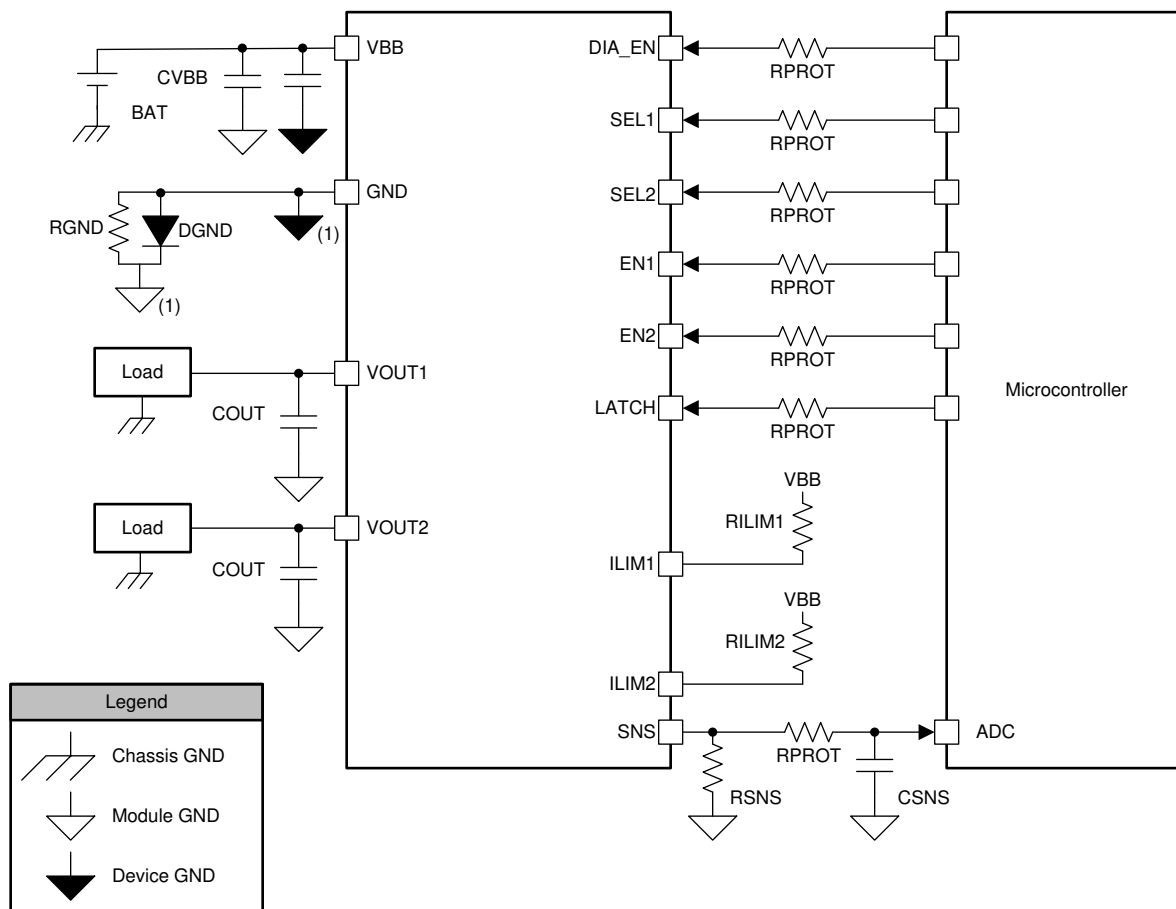 VBB
CVBB
BAT
GND
RGND
DGND
(1)
(1)
Load
VOUT1
COUT
Load
VOUT2
COUT
DIA_EN
RPROT
SEL1
RPROT
SEL2
RPROT
EN1
RPROT
EN2
RPROT
LATCH
RPROT
Microcontroller
VBB
RILIM1
ILIM1
VBB
RILIM2
ILIM2
SNS
RPROT
ADC
RSNS
CSNS
Legend
Chassis GND
Module GND
Device GND